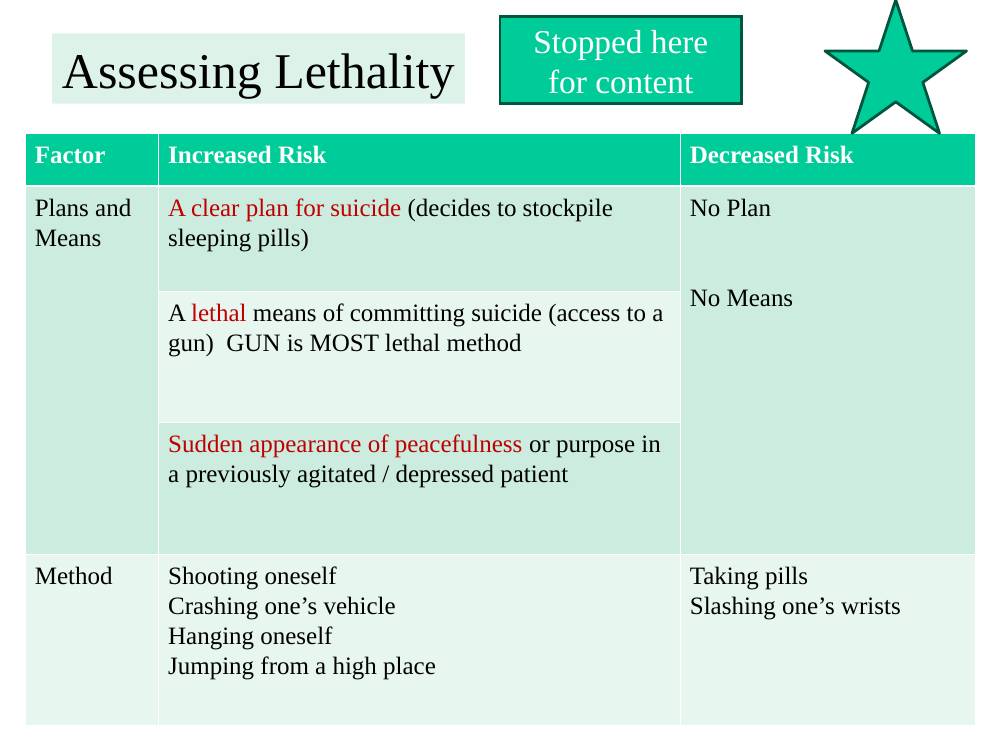 Assessing Lethality
Stopped here
for content
Factor
Increased Risk
Decreased Risk
Plans and
Means
A clear plan for suicide (decides to stockpile
sleeping pills)
No Plan
No Means
A lethal means of committing suicide (access to a
gun)  GUN is MOST lethal method
Sudden appearance of peacefulness or purpose in
a previously agitated / depressed patient
Method
Shooting oneself
Crashing one’s vehicle
Hanging oneself
Jumping from a high place
Taking pills
Slashing one’s wrists